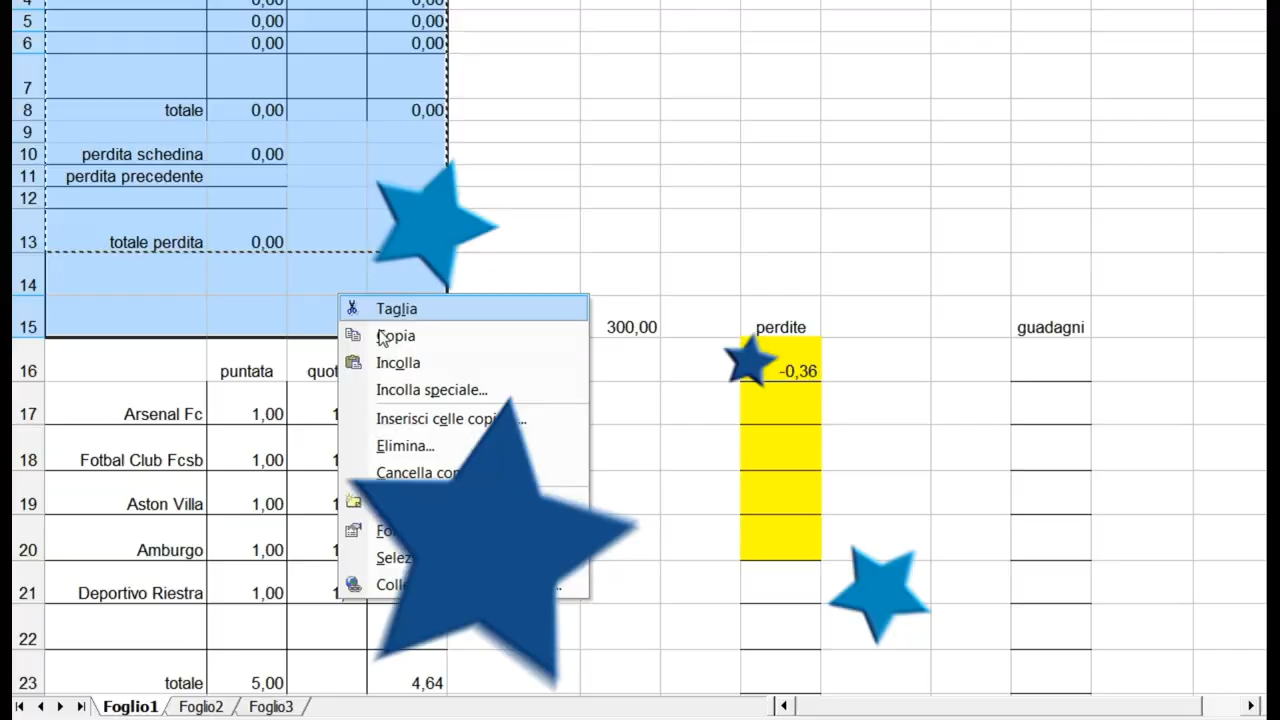 4 0,00 0,00
5 0,00 0,00
6 0,00 0,00
7
8 totale 0,00 0,00
9
10 perdita schedina 0,00
11 perdita precedente
12
13 totale perdita 0,00
14
15 300,00 perdite guadagni
16 puntata -0,36
17 Arsenal Fc 1,00
18 Fotbal Club Fcsb 1,00
19 Aston Villa 1,00
20 Amburgo 1,00
21 Deportivo Riestra 1,00
22
23 totale 5,00 4,64
Taglia
Copia
Incolla
Incolla speciale...
Inserisci celle
Elimina...
Cancella
Foglio1 Foglio2 Foglio3